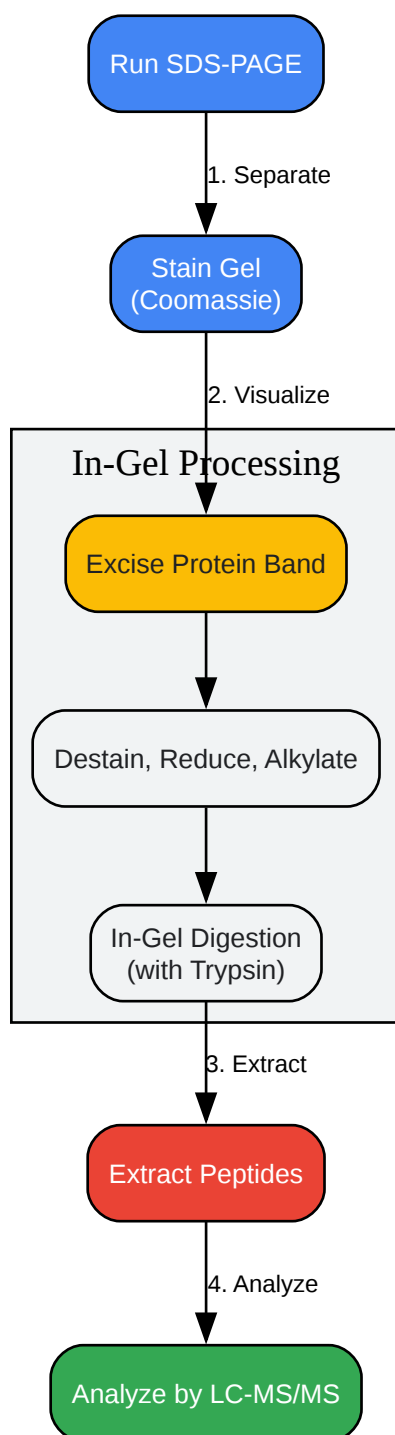 Run SDS-PAGE
1. Separate
Stain Gel
(Coomassie)
2. Visualize
In-Gel Processing
Excise Protein Band
Destain, Reduce, Alkylate
In-Gel Digestion
(with Trypsin)
3. Extract
Extract Peptides
4. Analyze
Analyze by LC-MS/MS